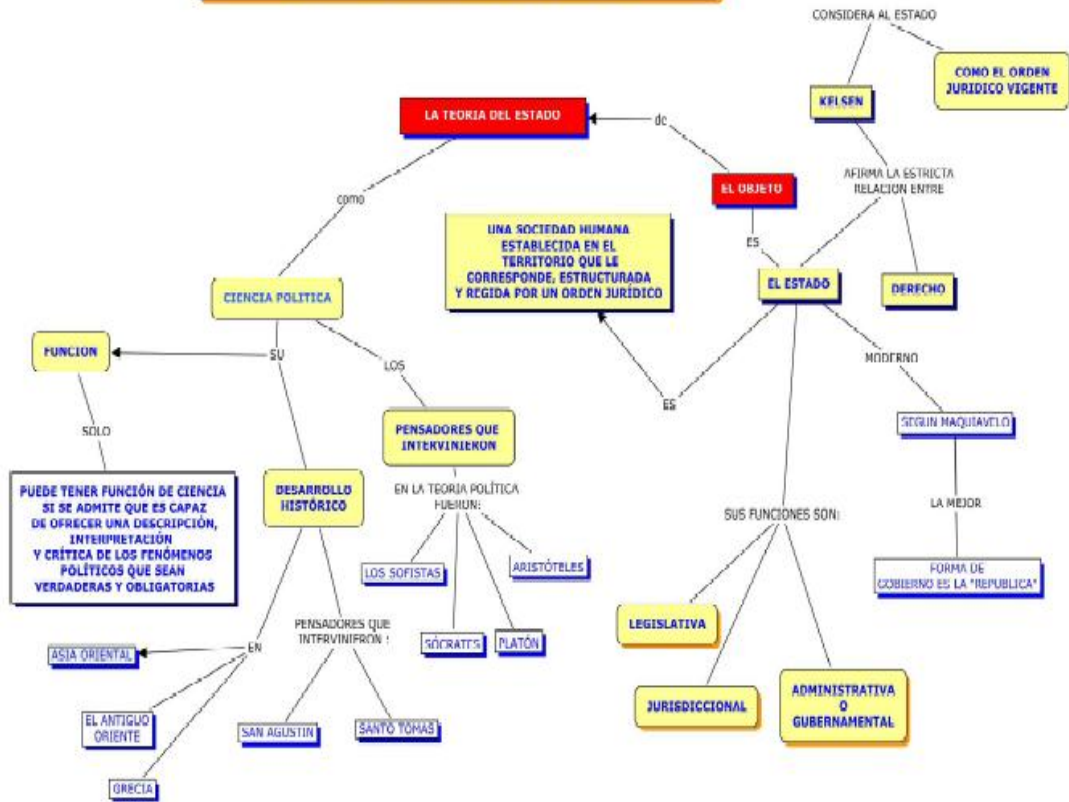 CONSIDERA AL ESTADO
COMO EL ORDEN
JURIDICO VIGENTE
KELSEN
LA TEORIA DEL ESTADO
de
AFIRMA LA ESTRICTA
RELACION ENTRE
EL OBJETO
como
UNA SOCIEDAD HUMANA
ESTABLECIDA EN EL
TERRITORIO QUE LE
CORRESPONDE, ESTRUCTURADA
Y REGIDA POR UN ORDEN JURÍDICO
ES
EL ESTADO
DERECHO
CIENCIA POLITICA
FUNCION
SU
LOS
MODERNO
ES
SEGUN MAQUIAVELO
SOLO
PENSADORES QUE
INTERVINIERON
PUEDE TENER FUNCIÓN DE CIENCIA
SI SE ADMITE QUE ES CAPAZ
DE OFRECER UNA DESCRIPCIÓN,
INTERPRETACIÓN
Y CRÍTICA DE LOS FENÓMENOS
POLÍTICOS QUE SEAN
VERDADERAS Y OBLIGATORIAS
DESARROLLO
HISTÓRICO
EN LA TEORIA POLÍTICA
FUERON:
SUS FUNCIONES SON:
LA MEJOR
LOS SOFISTAS
ARISTÓTELES
FORMA DE
GOBIERNO ES LA "REPUBLICA"
PENSADORES QUE
INTERVINIERON :
SÓCRATES
PLATÓN
LEGISLATIVA
ASIA ORIENTAL
EN
EL ANTIGUO
ORIENTE
SAN AGUSTIN
SANTO TOMAS
JURISDICCIONAL
ADMINISTRATIVA
O
GUBERNAMENTAL
GRECIA